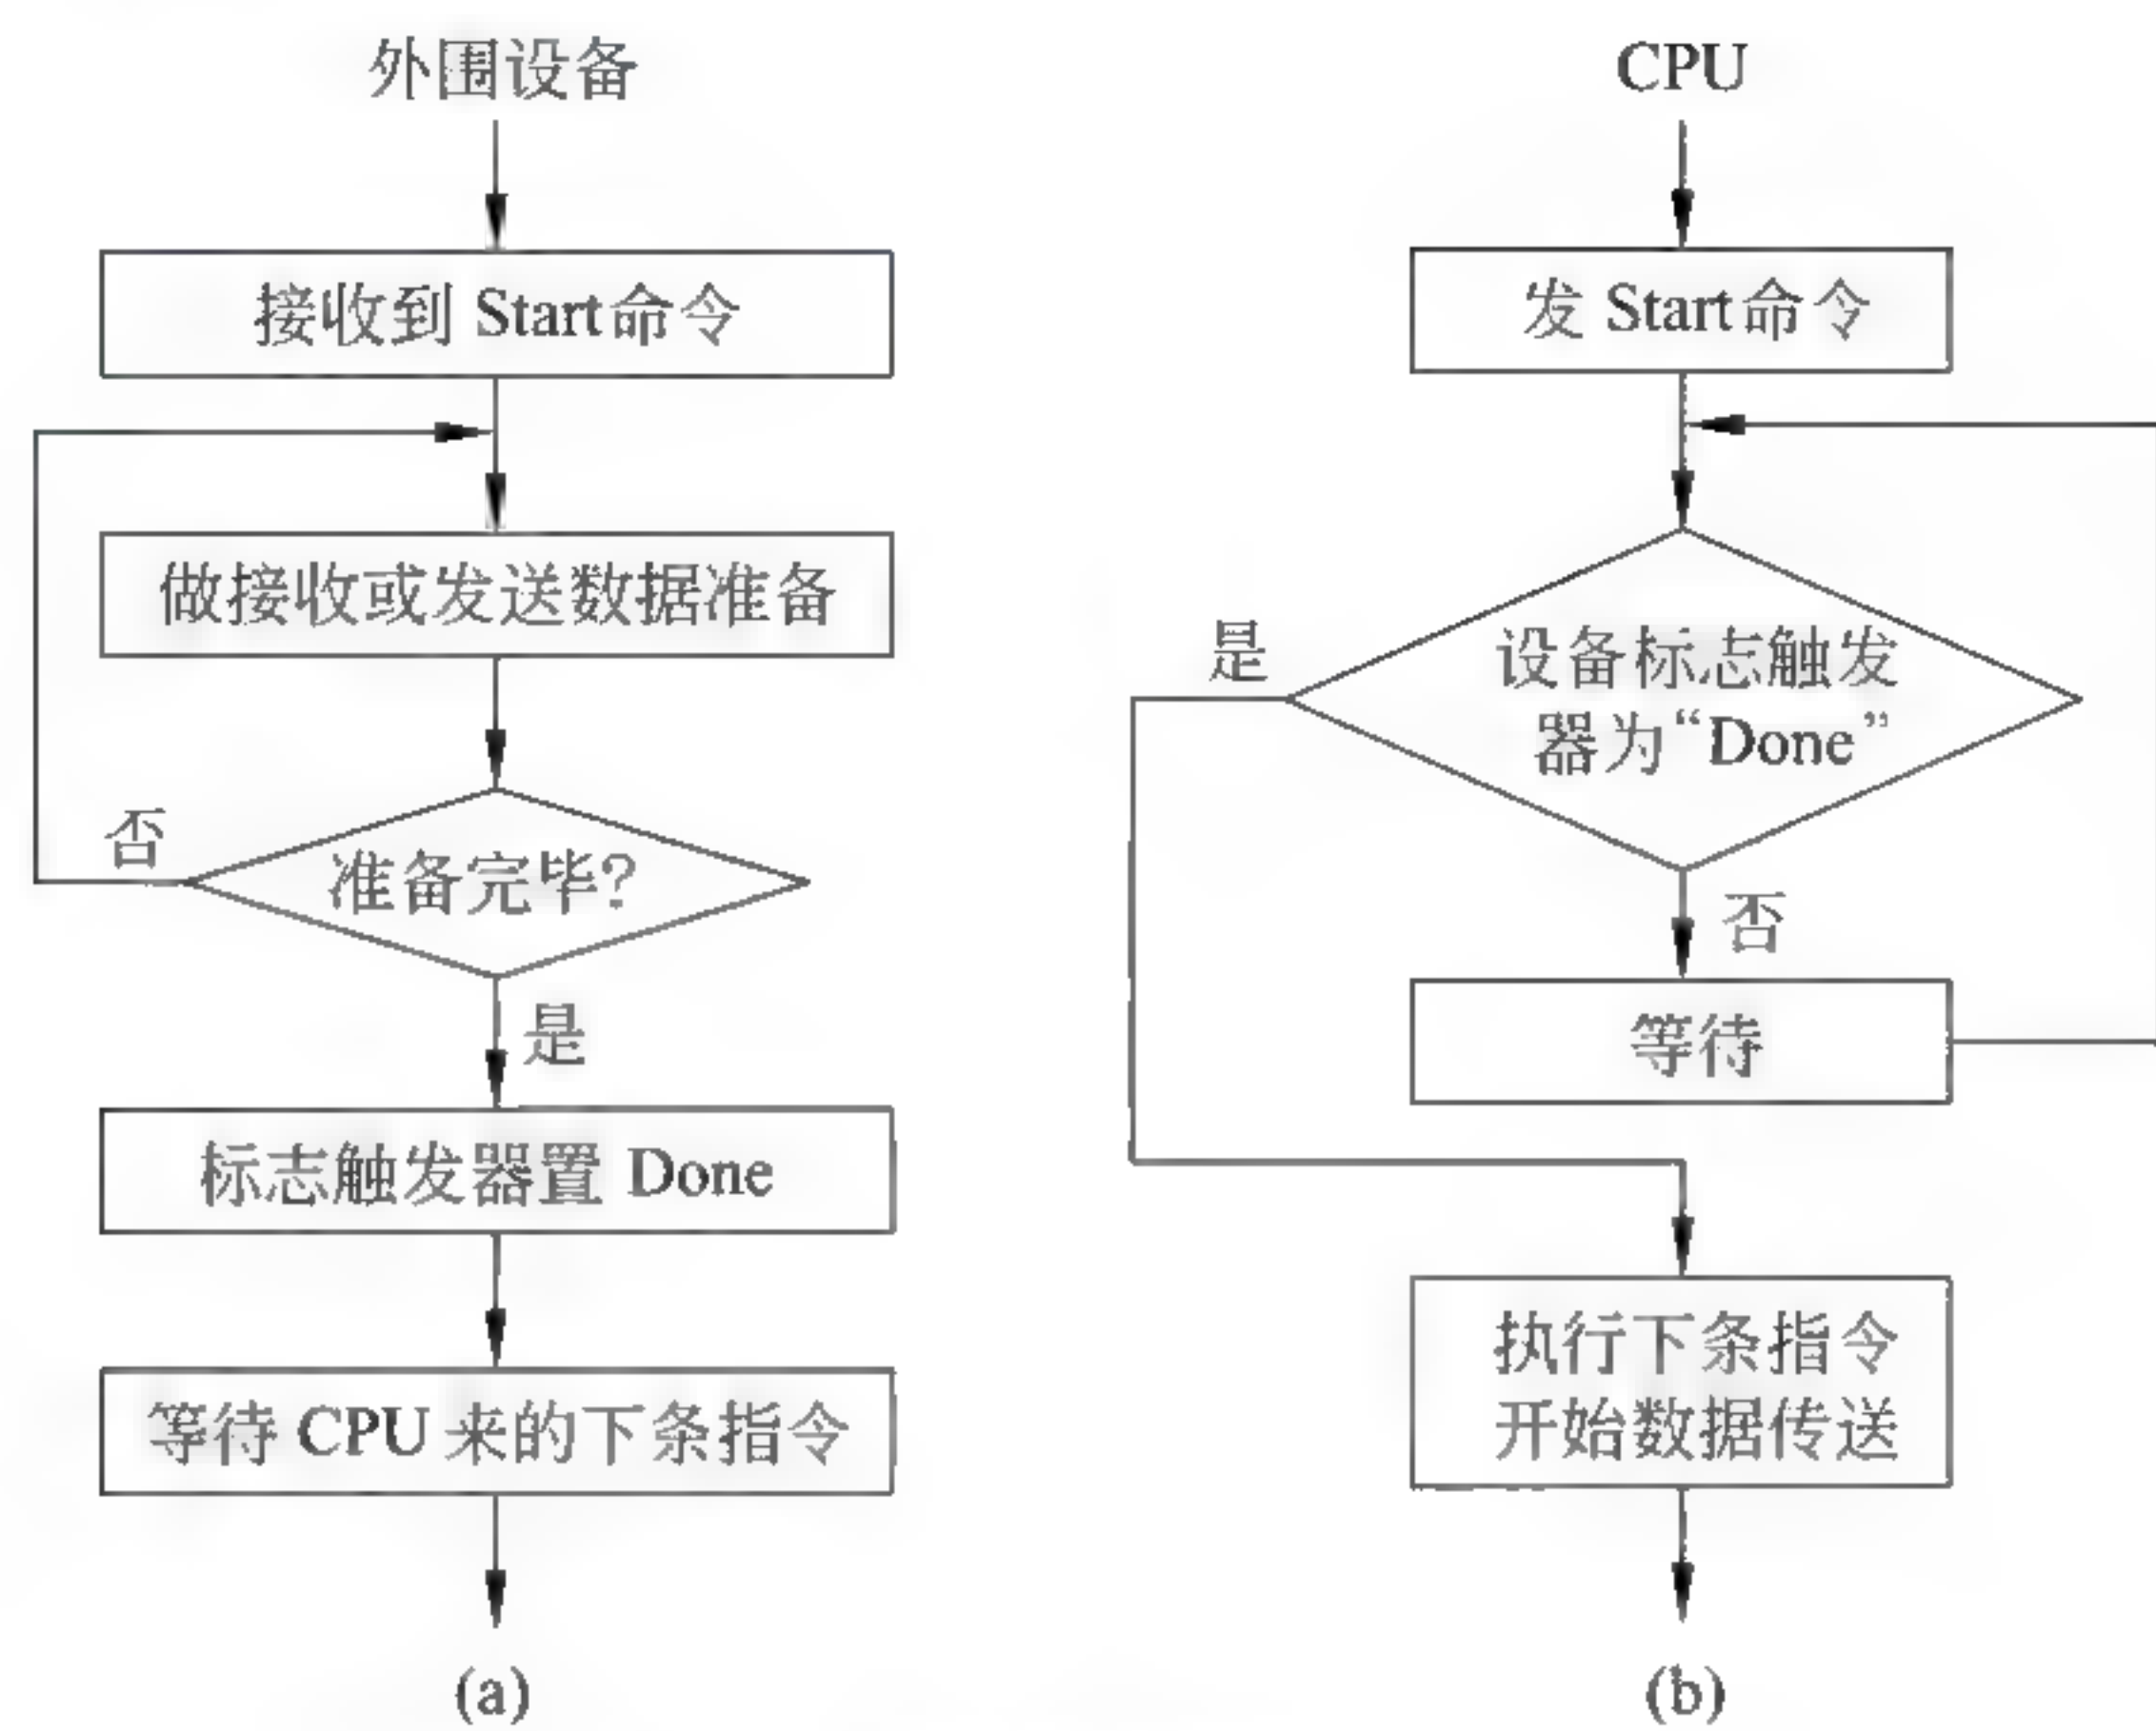 外围设备
接收到 Start命令
做接收或发送数据准备
否
准备完毕?
是
标志触发器置 Done
等待 CPU 来的下条指令
(a)
CPU
发 Start命令
是
设备标志触发
器为“Done”
否
等待
执行下条指令
开始数据传送
(b)